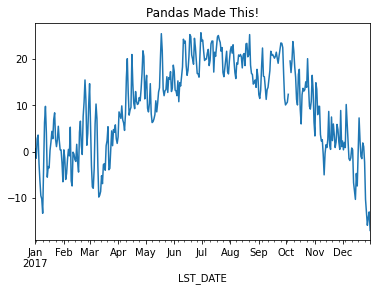 Pandas Made This!
20
10
0
−10
Jan Feb Mar Apr May Jun Jul Aug Sep Oct Nov Dec
2017
LST_DATE